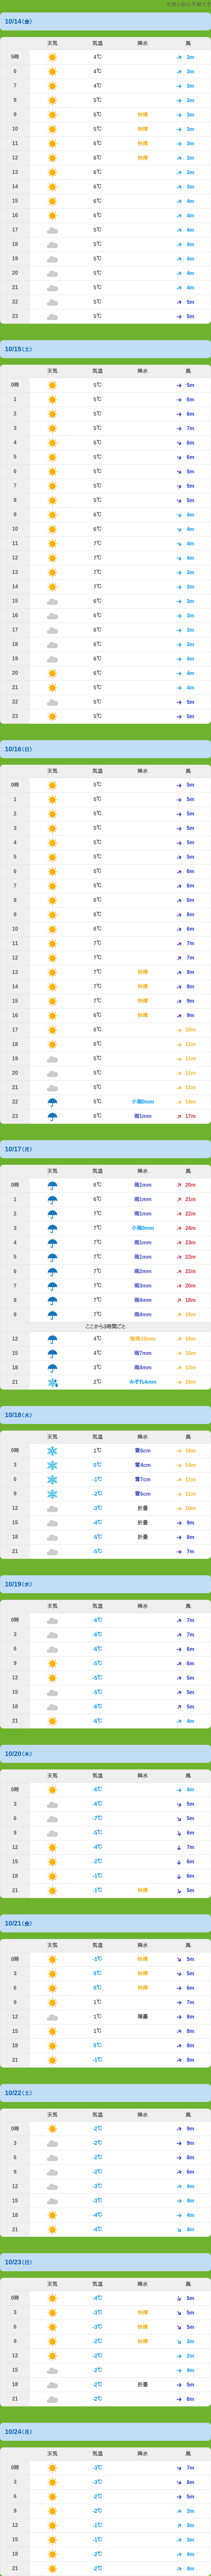 10/14(金)
天気 気温 降水 風
5時 4℃ 3m
6 4℃ 3m
7 4℃ 3m
8 5℃ 3m
9 5℃ 快晴 3m
10 5℃ 快晴 3m
11 6℃ 快晴 3m
12 6℃ 快晴 3m
13 6℃ 3m
14 6℃ 3m
15 6℃ 4m
16 6℃ 4m
17 5℃ 4m
18 5℃ 4m
19 5℃ 4m
20 5℃ 4m
21 5℃ 4m
22 5℃ 5m
23 5℃ 5m
10/15(土)
天気 気温 降水 風
0時 5℃ 5m
1 5℃ 6m
2 5℃ 6m
3 5℃ 7m
4 5℃ 6m
5 5℃ 6m
6 5℃ 5m
7 5℃ 5m
8 5℃ 5m
9 6℃ 4m
10 6℃ 4m
11 7℃ 4m
12 7℃ 4m
13 7℃ 3m
14 7℃ 3m
15 6℃ 3m
16 6℃ 3m
17 6℃ 3m
18 6℃ 3m
19 6℃ 4m
20 6℃ 4m
21 5℃ 4m
22 5℃ 5m
23 5℃ 5m
10/16(日)
天気 気温 降水 風
0時 5℃ 5m
1 5℃ 5m
2 5℃ 5m
3 5℃ 5m
4 5℃ 5m
5 5℃ 5m
6 5℃ 6m
7 5℃ 6m
8 6℃ 6m
9 6℃ 6m
10 6℃ 6m
11 7℃ 7m
12 7℃ 7m
13 7℃ 快晴 8m
14 7℃ 快晴 8m
15 7℃ 快晴 9m
16 6℃ 快晴 9m
17 6℃ 10m
18 6℃ 11m
19 5℃ 11m
20 5℃ 11m
21 5℃ 11m
22 5℃ 小雨0mm 14m
23 6℃ 雨1mm 17m
10/17(月)
天気 気温 降水 風
0時 6℃ 雨1mm 20m
1 6℃ 雨1mm 21m
2 7℃ 雨1mm 22m
3 7℃ 小雨0mm 24m
4 7℃ 雨1mm 23m
5 7℃ 雨1mm 23m
6 7℃ 雨2mm 22m
7 7℃ 雨3mm 20m
8 7℃ 雨4mm 18m
9 7℃ 雨4mm 16m
ここから3時間ごと
12 4℃ 強雨10mm 16m
15 4℃ 雨7mm 15m
18 3℃ 雨4mm 13m
21 2℃ みぞれ4mm 15m
10/18(火)
天気 気温 降水 風
0時 1℃ 雪6cm 16m
3 0℃ 雪4cm 14m
6 -1℃ 雪7cm 11m
9 -2℃ 雪6cm 11m
12 -3℃ 折曇 10m
15 -4℃ 折曇 9m
18 -5℃ 折曇 8m
21 -5℃ 7m
10/19(水)
天気 気温 降水 風
0時 -6℃ 7m
3 -6℃ 7m
6 -6℃ 6m
9 -5℃ 6m
12 -5℃ 5m
15 -5℃ 5m
18 -6℃ 5m
21 -6℃ 4m
10/20(木)
天気 気温 降水 風
0時 -6℃ 4m
3 -6℃ 5m
6 -7℃ 5m
9 -5℃ 6m
12 -4℃ 7m
15 -2℃ 6m
18 -1℃ 6m
21 -1℃ 快晴 5m
10/21(金)
天気 気温 降水 風
0時 -1℃ 快晴 5m
3 0℃ 快晴 5m
6 0℃ 快晴 6m
9 1℃ 7m
12 1℃ 薄曇 8m
15 1℃ 8m
18 0℃ 8m
21 -1℃ 8m
10/22(土)
天気 気温 降水 風
0時 -2℃ 9m
3 -2℃ 9m
6 -2℃ 8m
9 -2℃ 6m
12 -3℃ 4m
15 -3℃ 4m
18 -4℃ 4m
21 -4℃ 4m
10/23(日)
天気 気温 降水 風
0時 -4℃ 5m
3 -3℃ 快晴 5m
6 -3℃ 快晴 5m
9 -2℃ 快晴 3m
12 -2℃ 2m
15 -2℃ 4m
18 -2℃ 折曇 5m
21 -2℃ 6m
10/24(月)
天気 気温 降水 風
0時 -3℃ 7m
3 -3℃ 6m
6 -2℃ 5m
9 -2℃ 3m
12 -1℃ 3m
15 -1℃ 3m
18 -2℃ 4m
21 -2℃ 4m